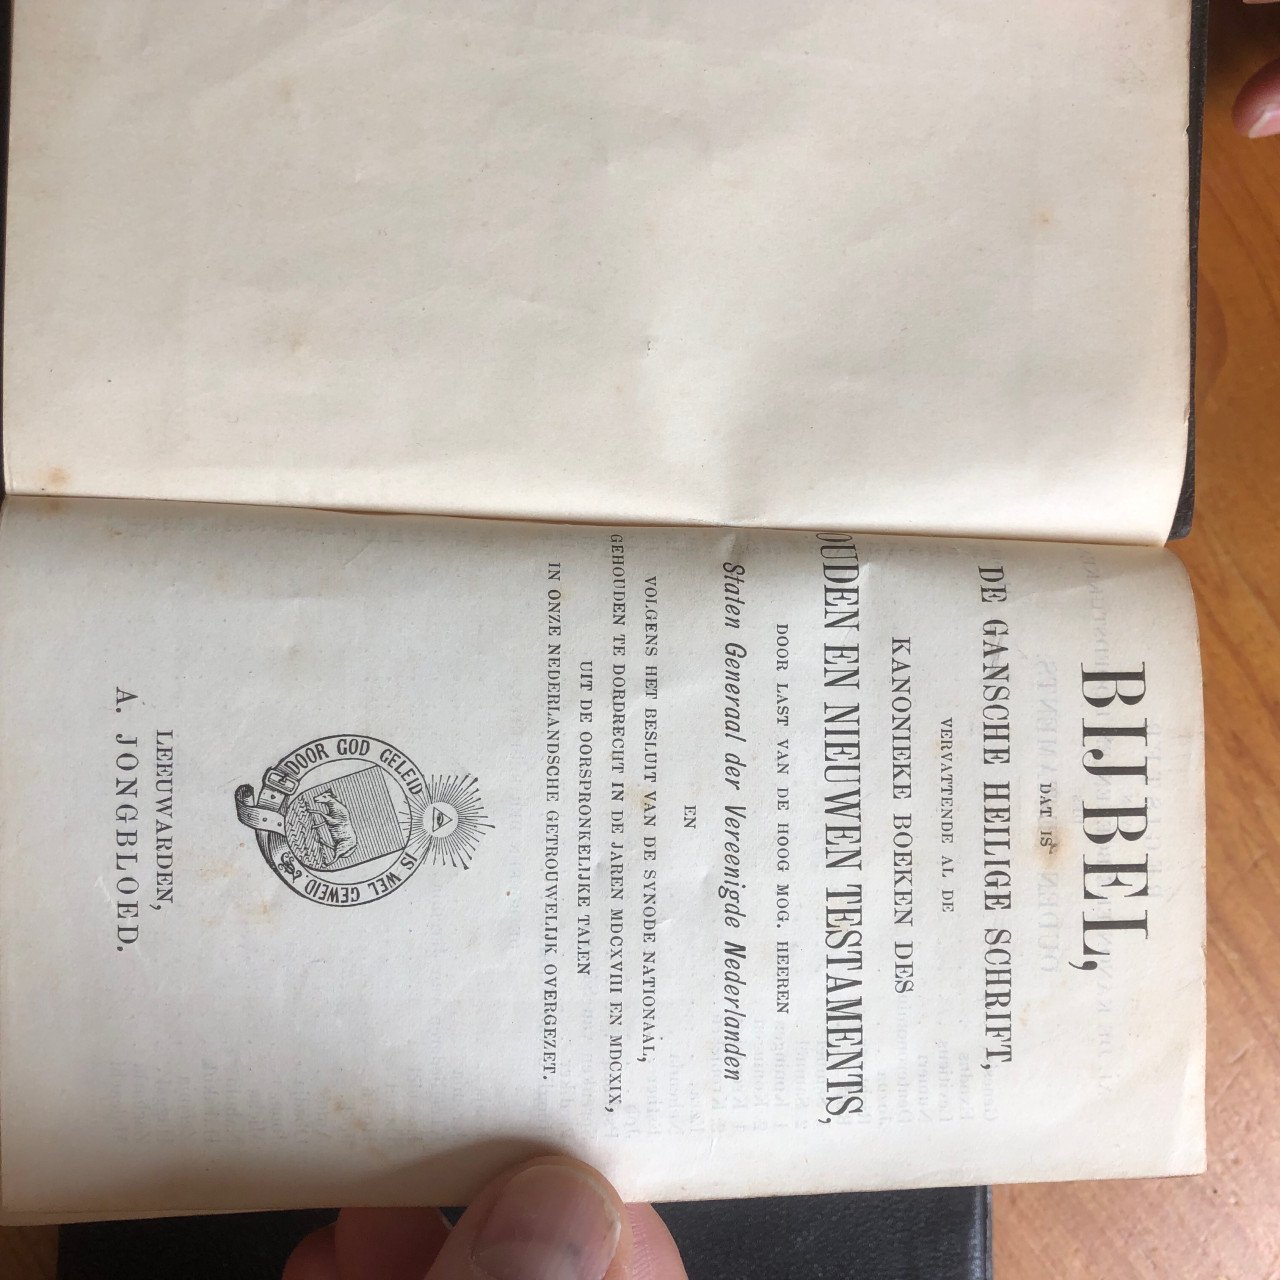 BIJBEL,
DAT IS
DE GANSCHE HEILIGE SCHRIFT,
VERVATTENDE AL DE
KANONIEKE BOEKEN DES
OUDEN EN NIEUWEN TESTAMENTS,
DOOR LAST VAN DE HOOG MOG. HEEREN
Staten Generaal der Vereenigde Nederlanden
EN
VOLGENS HET BESLUIT VAN DE SYNODE NATIONAAL,
GEHOUDEN TE DORDRECHT IN DE JAREN MDCXVIII EN MDCXIX,
UIT DE OORSPRONKELIJKE TALEN
IN ONZE NEDERLANDSCHE GETROUWELIJK OVERGEZET.
DOOR GOD GELEID IS WEL GEWEID
LEEUWARDEN,
A. JONGBLOED.